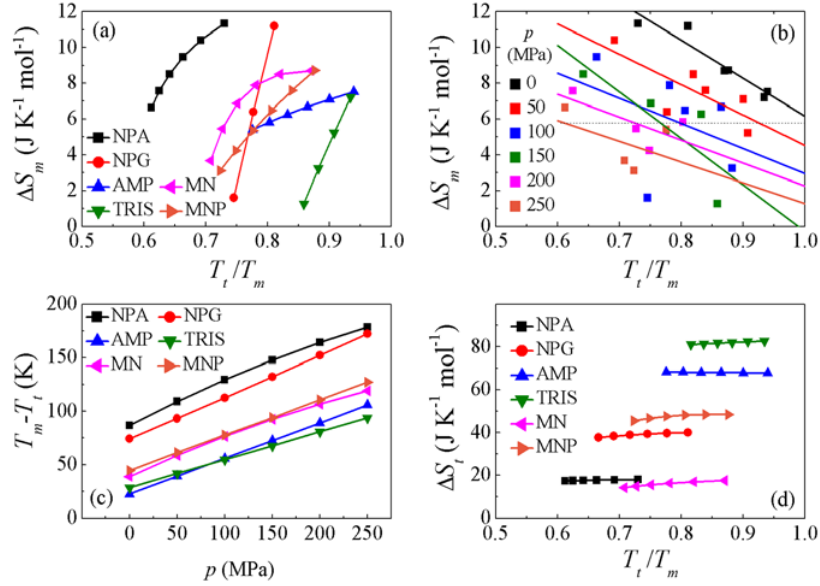 (a)
ΔS_m (J K⁻¹ mol⁻¹)
12
10
8
6
4
2
0
NPA
NPG
AMP MN
TRIS MNP
0.5 0.6 0.7 0.8 0.9 1.0
T_t/T_m
(b)
ΔS_m (J K⁻¹ mol⁻¹)
12
10
8
6
4
2
0
p
(MPa)
0
50
100
150
200
250
0.5 0.6 0.7 0.8 0.9 1.0
T_t/T_m
200
175
150
125
100
75
50
25
0
T_m-T_t (K)
NPA NPG
AMP TRIS
MN MNP
(c)
0 50 100 150 200 250
p (MPa)
ΔS_t (J K⁻¹ mol⁻¹)
80
60
40
20
0
NPA
NPG
AMP
TRIS
MN
MNP
(d)
0.5 0.6 0.7 0.8 0.9 1.0
T_t/T_m